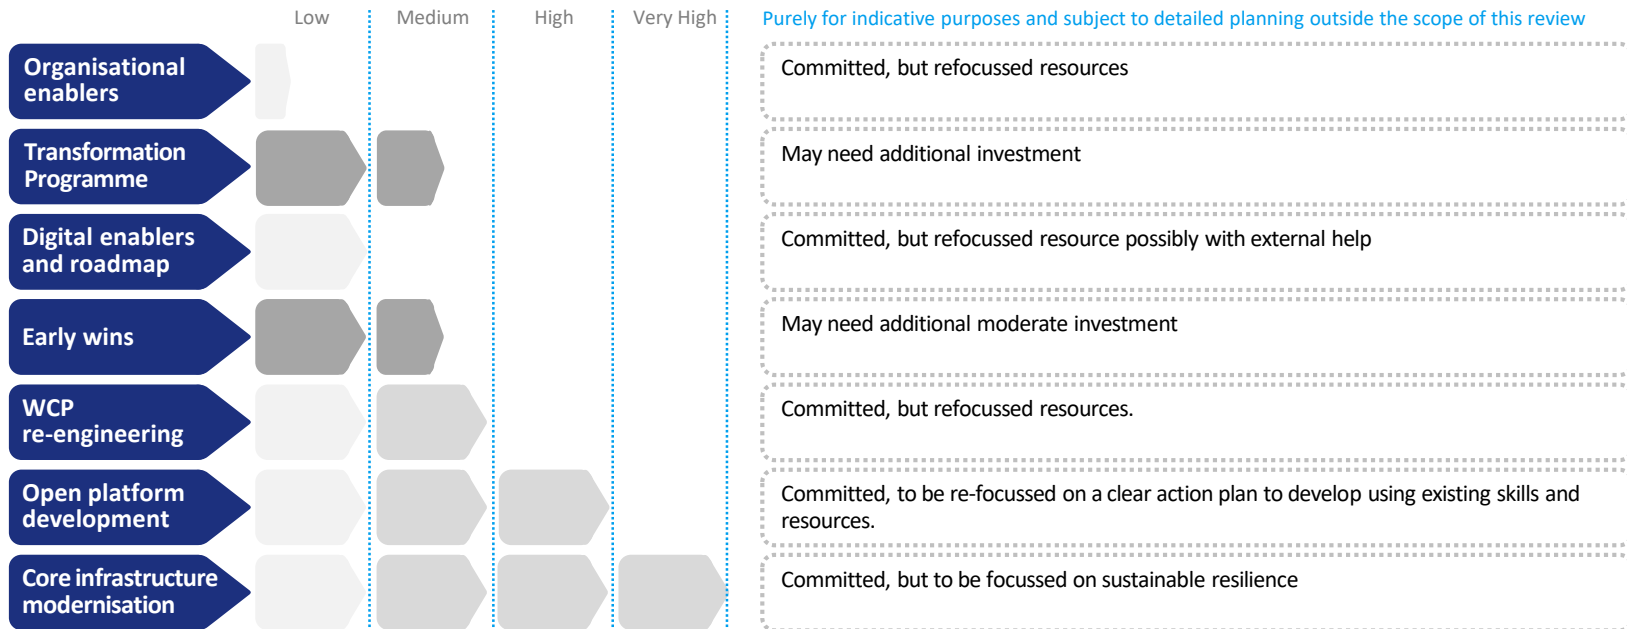 Low Medium High Very High Purely for indicative purposes and subject to detailed planning outside the scope of this review
Organisational
enablers
Committed, but refocussed resources
Transformation
Programme
May need additional investment
Digital enablers
and roadmap
Committed, but refocussed resource possibly with external help
Early wins
May need additional moderate investment
WCP
re-engineering
Committed, but refocussed resources.
Open platform
development
Committed, to be re-focussed on a clear action plan to develop using existing skills and
resources.
Core infrastructure
modernisation
Committed, but to be focussed on sustainable resilience